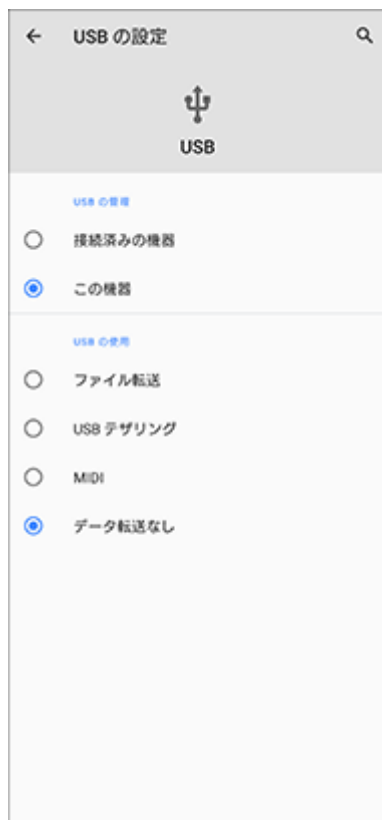 USB の設定
USB
USB の管理
接続済みの機器
この機器
USB の使用
ファイル転送
USB テザリング
MIDI
データ転送なし